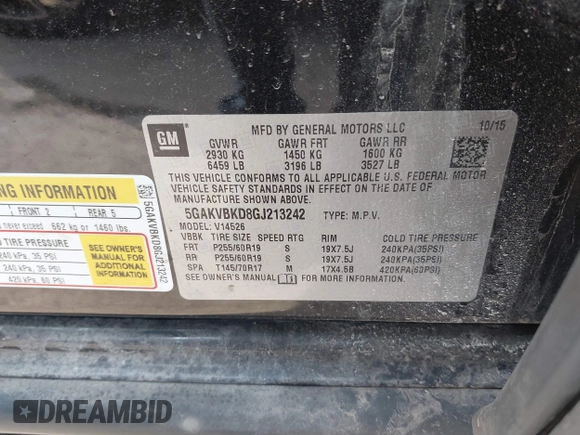 GM
MFD BY GENERAL MOTORS LLC 10/15
GVWR GAWR FRT GAWR RR
2930 KG 1450 KG 1600 KG
6459 LB 3196 LB 3527 LB
THIS VEHICLE CONFORMS TO ALL APPLICABLE U.S. FEDERAL MOTOR
VEHICLE SAFETY STANDARDS IN EFFECT ON THE DATE OF
MANUFACTURE SHOWN ABOVE.
5GAKVBKD8GJ213242 TYPE: M.P.V.
MODEL: V14526
VBBK TIRE SIZE SPEED RTG RIM COLD TIRE PRESSURE
FRT P255/60R19 S 19X7.5J 240KPA(35PSI)
RR P255/60R19 S 19X7.5J 240KPA(35PSI)
SPA T145/70R17 M 17X4.5B 420KPA(60PSI)
SEE OWNER'S MANUAL FOR MORE INFORMATION.
NG INFORMATION
FRONT 2 REAR 5
never exceed 662 kg or 1460 lbs.
TIRE PRESSURE
240 kPa, 35 PSI
240 kPa, 35 PSI
420 kPa, 60 PSI
SEE OWNER'S
MANUAL FOR
ADDITIONAL
INFORMATION
5GAKVBKD8GJ213242
DREAMBID